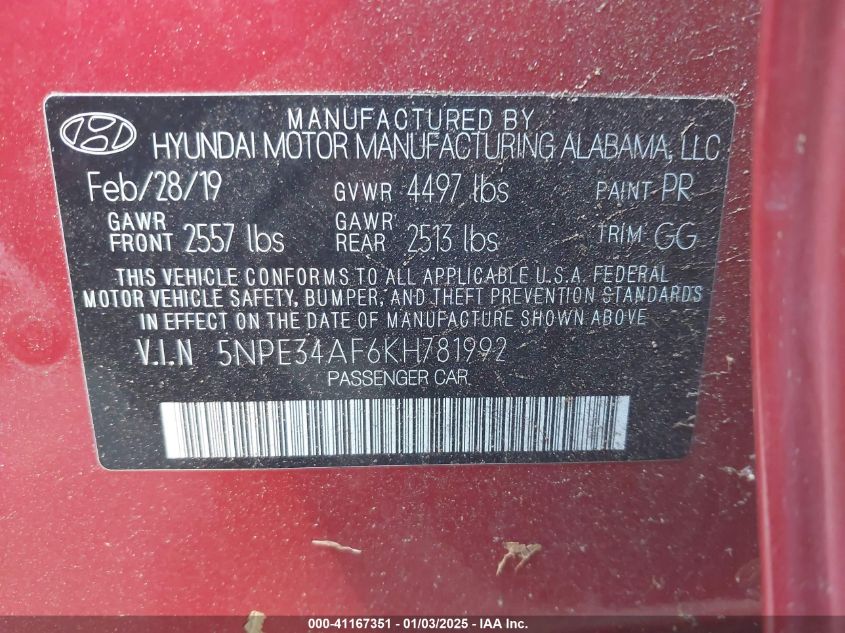 MANUFACTURED BY
HYUNDAI MOTOR MANUFACTURING ALABAMA, LLC
Feb/28/19 GVWR 4497 lbs PAINT PR
GAWR FRONT 2557 lbs GAWR REAR 2513 lbs TRIM GG
THIS VEHICLE CONFORMS TO ALL APPLICABLE U.S.A. FEDERAL
MOTOR VEHICLE SAFETY, BUMPER, AND THEFT PREVENTION STANDARDS
IN EFFECT ON THE DATE OF MANUFACTURE SHOWN ABOVE
V.I.N 5NPE34AF6KH781992
PASSENGER CAR
000-41167351 - 01/03/2025 - IAA Inc.